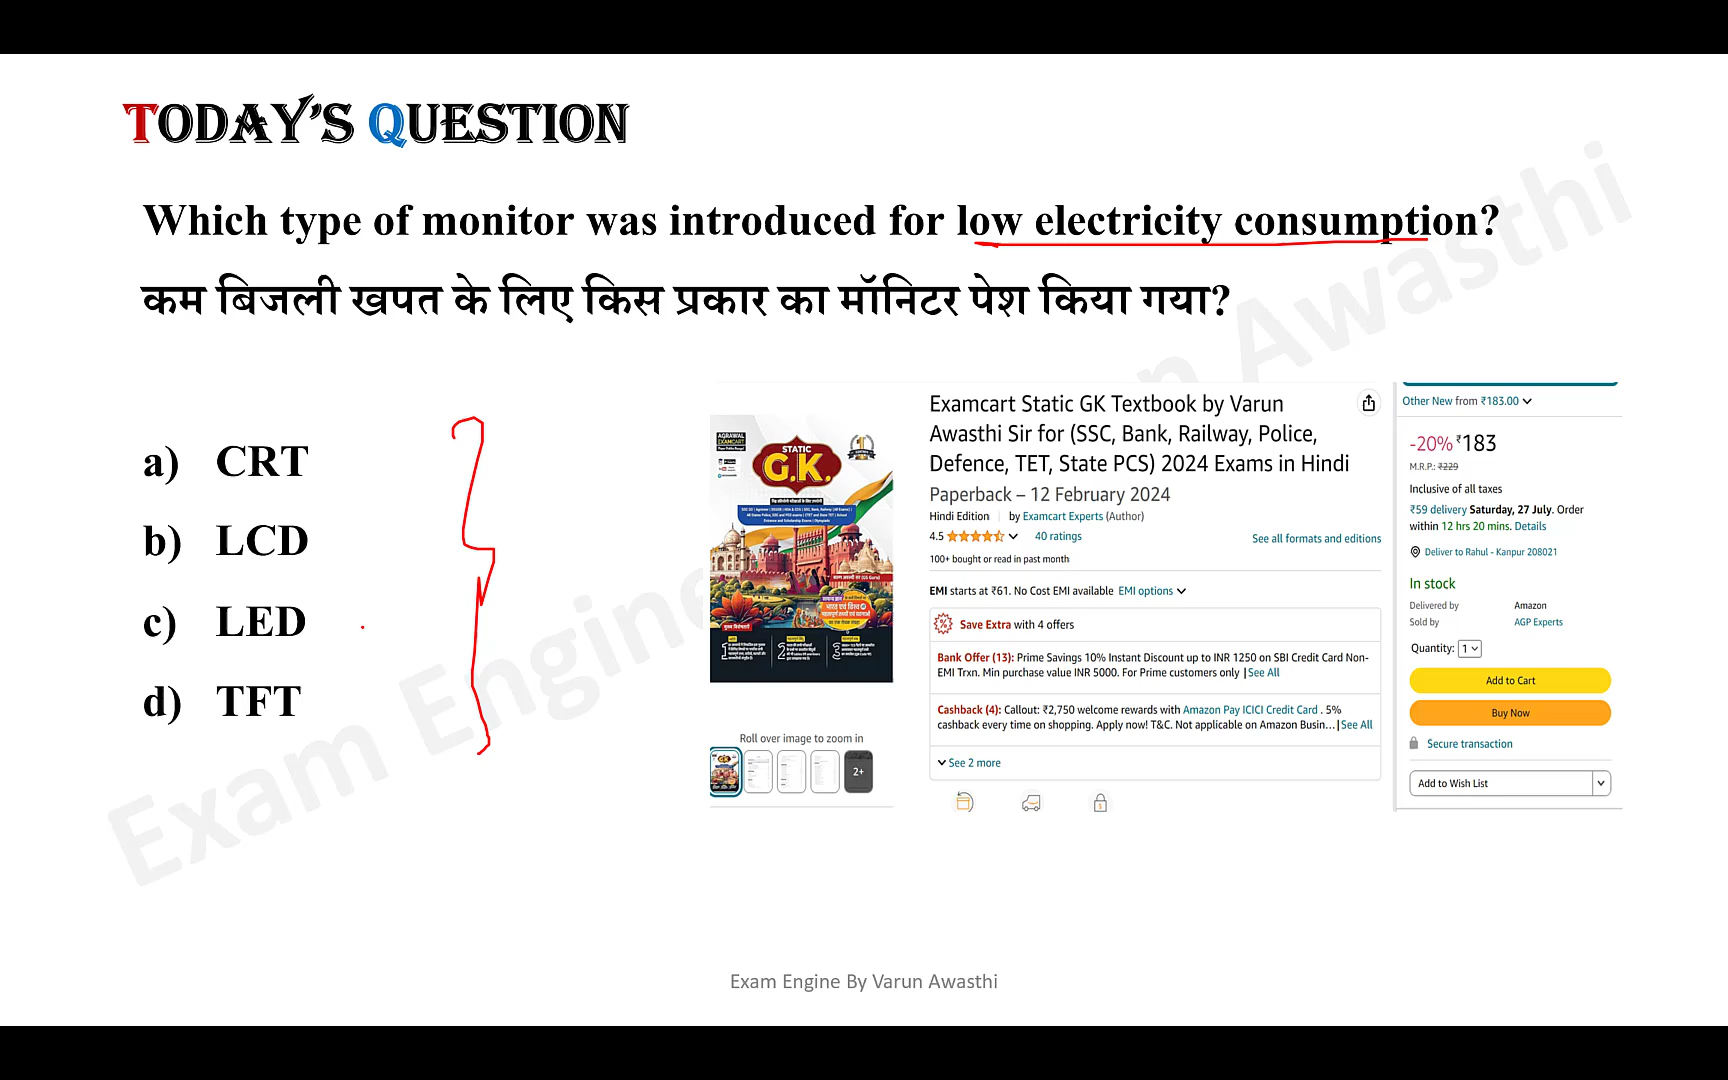 TODAY'S QUESTION
Which type of monitor was introduced for low electricity consumption?
कम बिजली खपत के लिए किस प्रकार का मॉनिटर पेश किया गया?
a) CRT
b) LCD
c) LED
d) TFT
AGRAWAL
EXAMCART
STATIC
G.K.
Roll over image to zoom in
2+
Examcart Static GK Textbook by Varun
Awasthi Sir for (SSC, Bank, Railway, Police,
Defence, TET, State PCS) 2024 Exams in Hindi
Paperback – 12 February 2024
Hindi Edition | by Examcart Experts (Author)
4.5 40 ratings
See all formats and editions
100+ bought or read in past month
EMI starts at ₹61. No Cost EMI available EMI options
Save Extra with 4 offers
Bank Offer (13): Prime Savings 10% Instant Discount up to INR 1250 on SBI Credit Card Non-
EMI Trxn. Min purchase value INR 5000. For Prime customers only | See All
Cashback (4): Callout: ₹2,750 welcome rewards with Amazon Pay ICICI Credit Card . 5%
cashback every time on shopping. Apply now! T&C. Not applicable on Amazon Busin... | See All
See 2 more
Other New from ₹183.00
-20% ₹183
M.R.P.: ₹229
Inclusive of all taxes
₹59 delivery Saturday, 27 July. Order
within 12 hrs 20 mins. Details
Deliver to Rahul - Kanpur 208021
In stock
Delivered by Amazon
Sold by AGP Experts
Quantity: 1
Add to Cart
Buy Now
Secure transaction
Add to Wish List
Exam Engine By Varun Awasthi